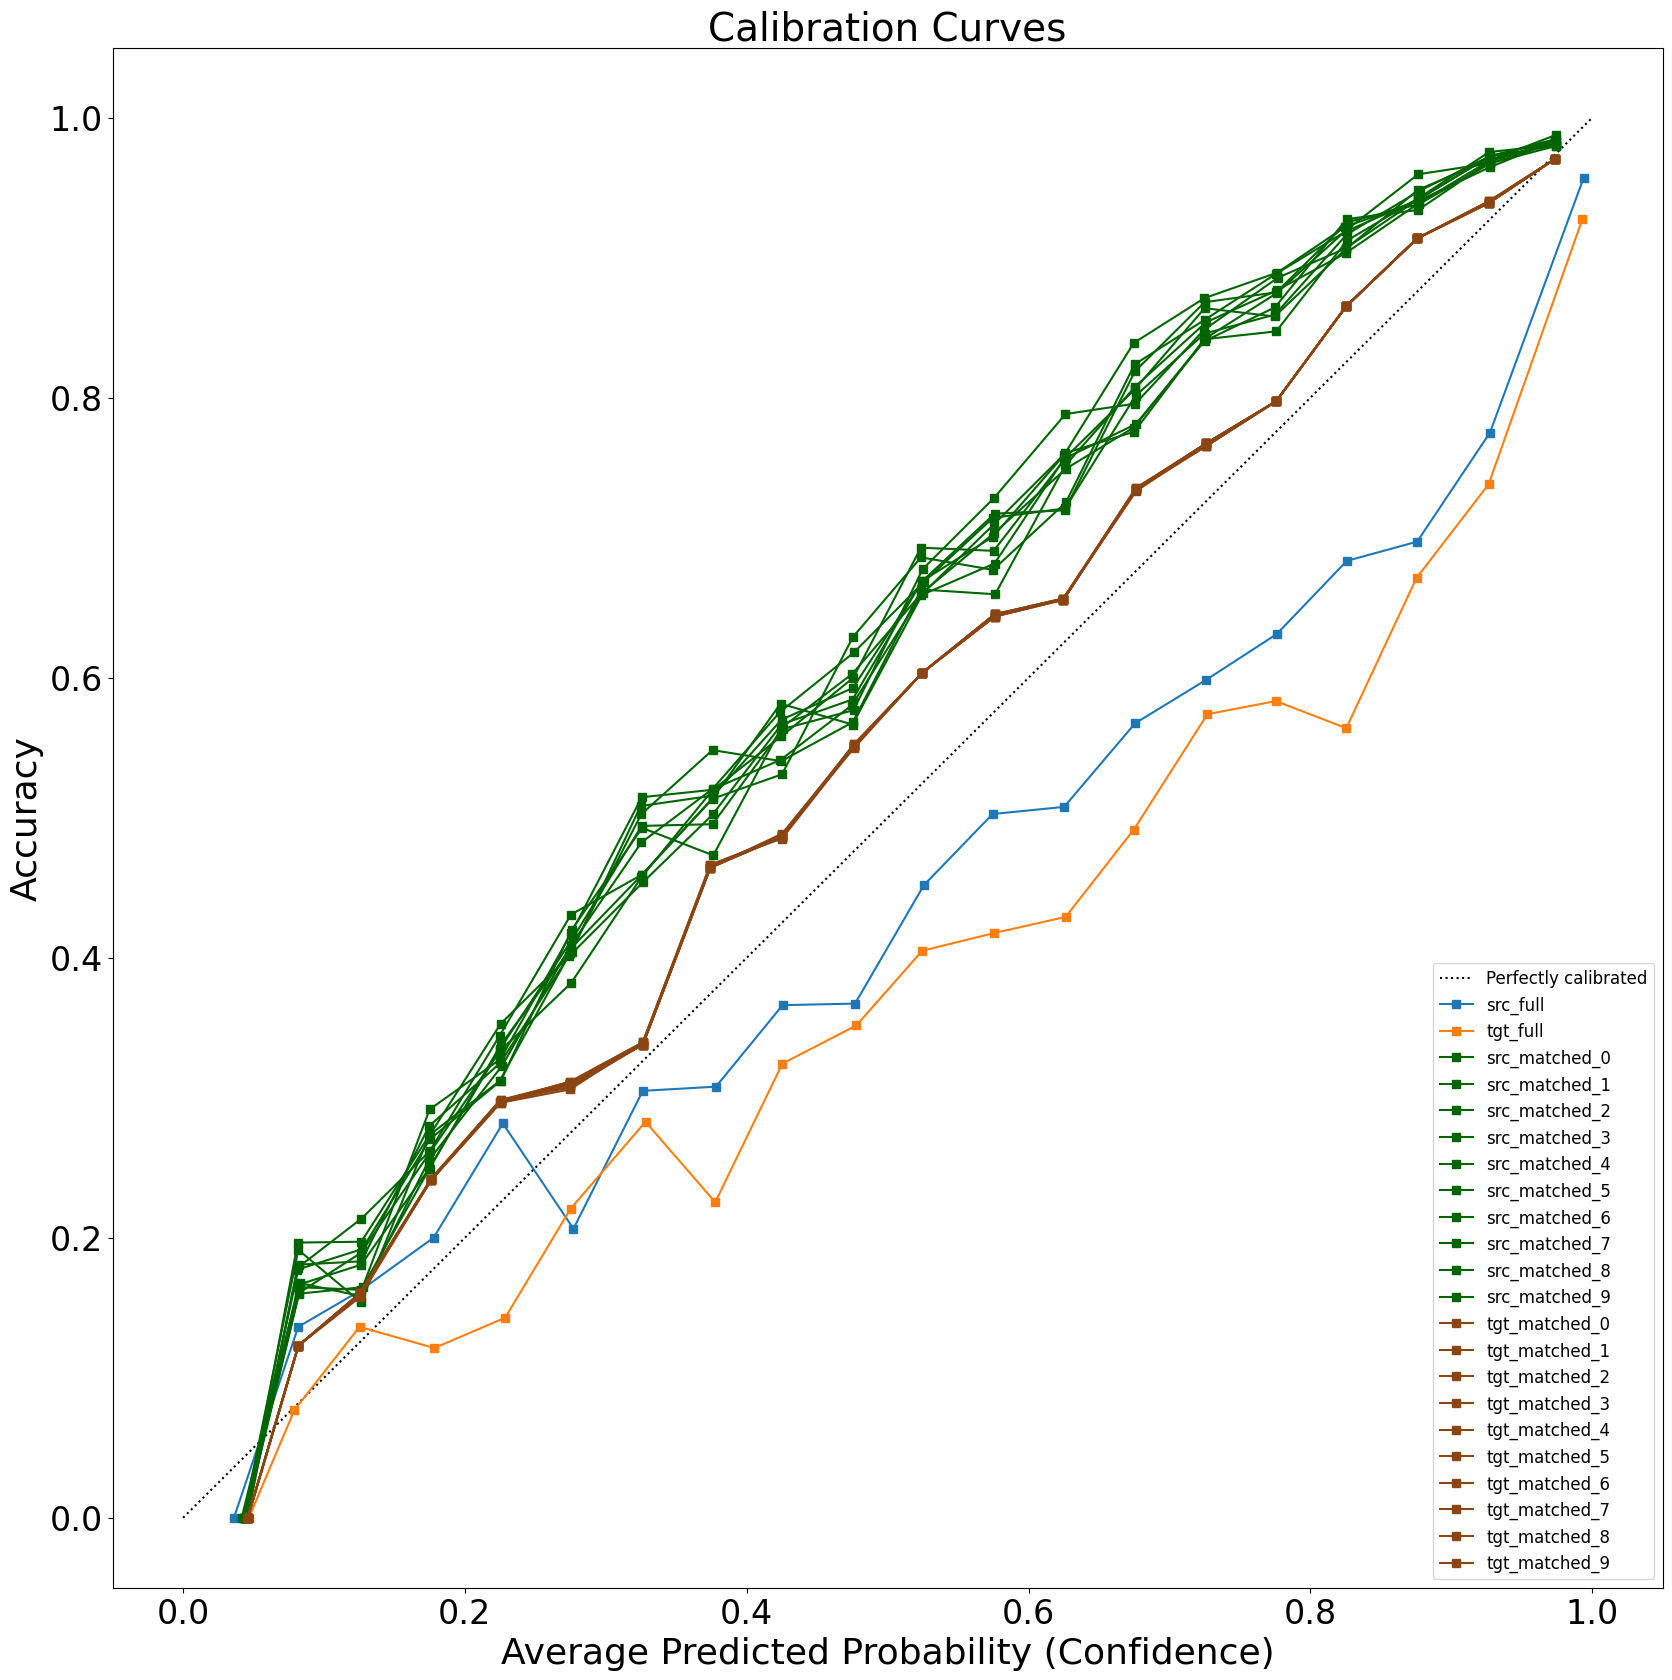 Calibration Curves
1.0
0.8
0.6
0.4
0.2
0.0
Accuracy
0.0 0.2 0.4 0.6 0.8 1.0
Average Predicted Probability (Confidence)
Perfectly calibrated
src_full
tgt_full
src_matched_0
src_matched_1
src_matched_2
src_matched_3
src_matched_4
src_matched_5
src_matched_6
src_matched_7
src_matched_8
src_matched_9
tgt_matched_0
tgt_matched_1
tgt_matched_2
tgt_matched_3
tgt_matched_4
tgt_matched_5
tgt_matched_6
tgt_matched_7
tgt_matched_8
tgt_matched_9